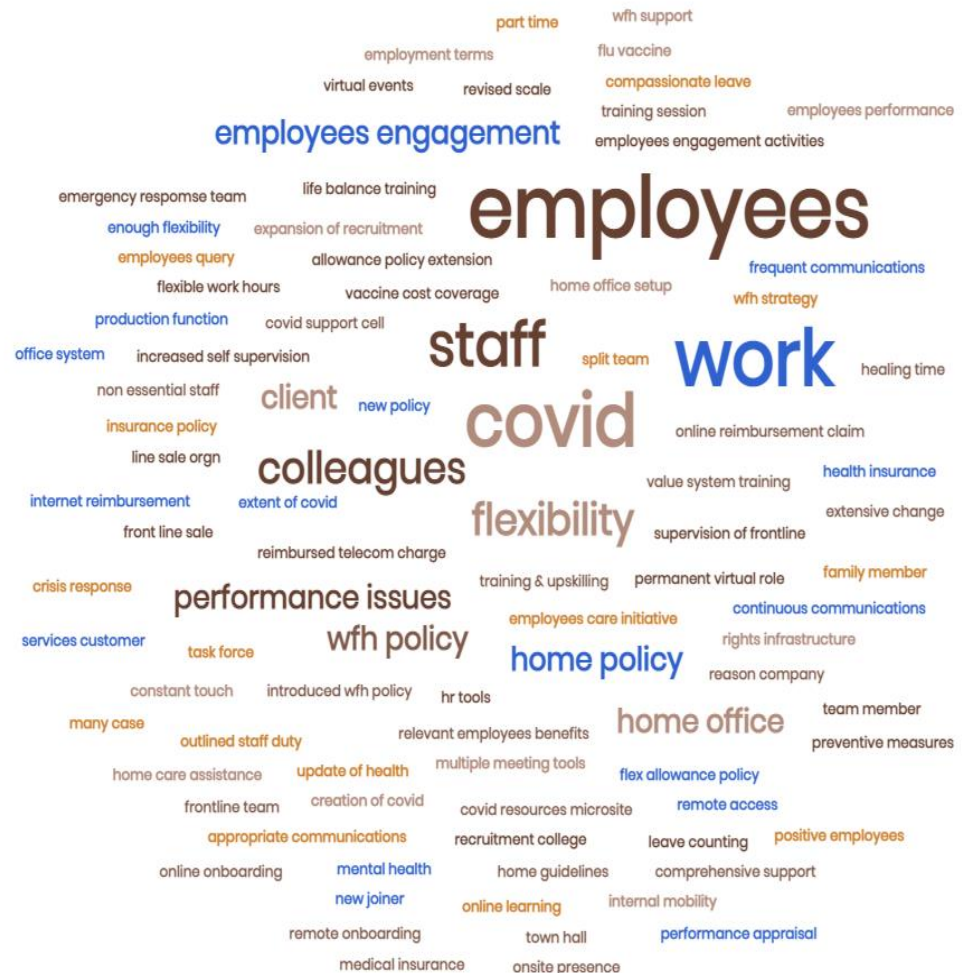 wfh support
part time
employment terms
flu vaccine
virtual events
revised scale
compassionate leave
training session
employees performance
employees engagement
employees engagement activities
emergency respomse team
life balance training
employees
enough flexibility
expansion of recruitment
employees query
allowance policy extension
frequent communications
flexible work hours
vaccine cost coverage
home office setup
wfh strategy
production function
covid support cell
office system
increased self supervision
staff
split team
work
healing time
non essential staff
client
new policy
covid
insurance policy
online reimbursement claim
line sale orgn
colleagues
value system training
health insurance
internet reimbursement
extent of covid
flexibility
extensive change
front line sale
supervision of frontline
reimbursed telecom charge
crisis response
performance issues
training & upskilling
permanent virtual role
family member
employees care initiative
continuous communications
services customer
task force
wfh policy
home policy
rights infrastructure
reason company
constant touch
introduced wfh policy
hr tools
team member
many case
outlined staff duty
relevant employees benefits
home office
preventive measures
home care assistance
update of health
multiple meeting tools
flex allowance policy
frontline team
creation of covid
covid resources microsite
remote access
appropriate communications
recruitment college
leave counting
positive employees
online onboarding
mental health
home guidelines
comprehensive support
new joiner
online learning
internal mobility
remote onboarding
town hall
performance appraisal
medical insurance
onsite presence